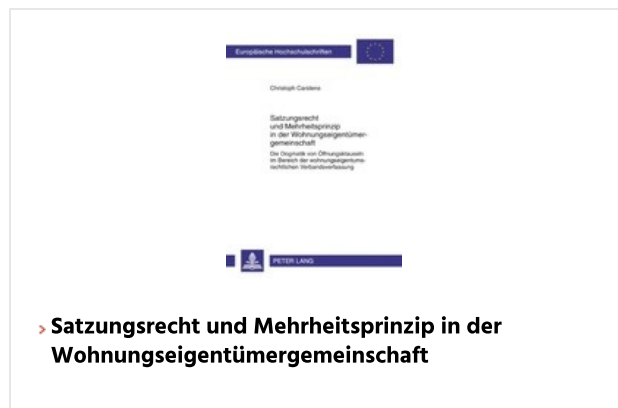 Europäische Hochschulschriften
Christoph Carstens
Satzungsrecht
und Mehrheitsprinzip
in der Wohnungseigentümer-
gemeinschaft
Die Dogmatik von Öffnungsklauseln
im Bereich der wohnungseigentums-
rechtlichen Verbandsverfassung
PETER LANG
› Satzungsrecht und Mehrheitsprinzip in der
Wohnungseigentümergemeinschaft